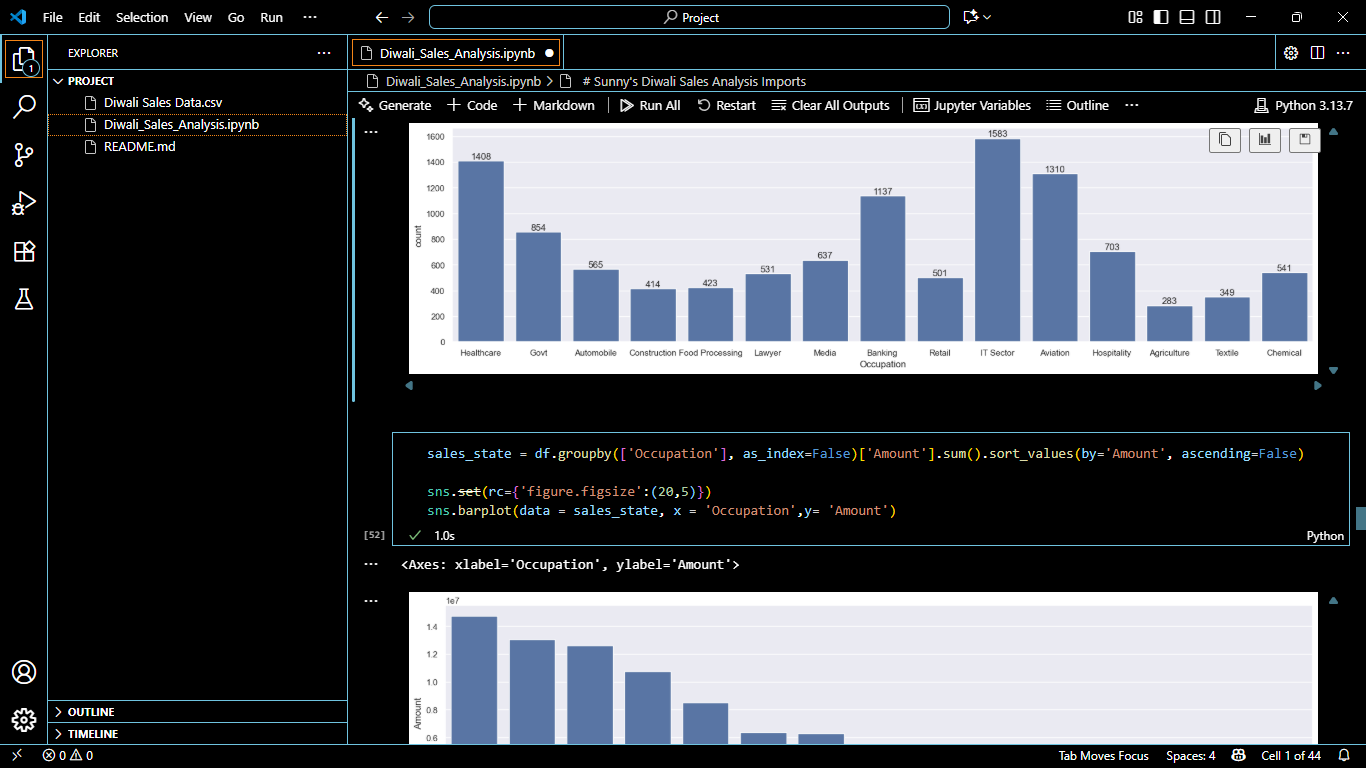 File Edit Selection View Go Run ···
Project
EXPLORER ···
PROJECT
Diwali Sales Data.csv
Diwali_Sales_Analysis.ipynb
README.md
OUTLINE
TIMELINE
1
Diwali_Sales_Analysis.ipynb
Diwali_Sales_Analysis.ipynb > # Sunny's Diwali Sales Analysis Imports
Generate + Code + Markdown Run All Restart Clear All Outputs Jupyter Variables Outline ··· Python 3.13.7
1600
1400
1200
1000
800
600
400
200
0
count
1408 854 565 414 423 531 637 1137 501 1583 1310 703 283 349 541
Healthcare Govt Automobile Construction Food Processing Lawyer Media Banking Retail IT Sector Aviation Hospitality Agriculture Textile Chemical
Occupation
sales_state = df.groupby(['Occupation'], as_index=False)['Amount'].sum().sort_values(by='Amount', ascending=False)
sns.set(rc={'figure.figsize':(20,5)})
sns.barplot(data = sales_state, x = 'Occupation',y= 'Amount')
[52] 1.0s Python
<Axes: xlabel='Occupation', ylabel='Amount'>
1e7
1.4
1.2
1.0
0.8
0.6
Amount
0 0 Tab Moves Focus Spaces: 4 Cell 1 of 44